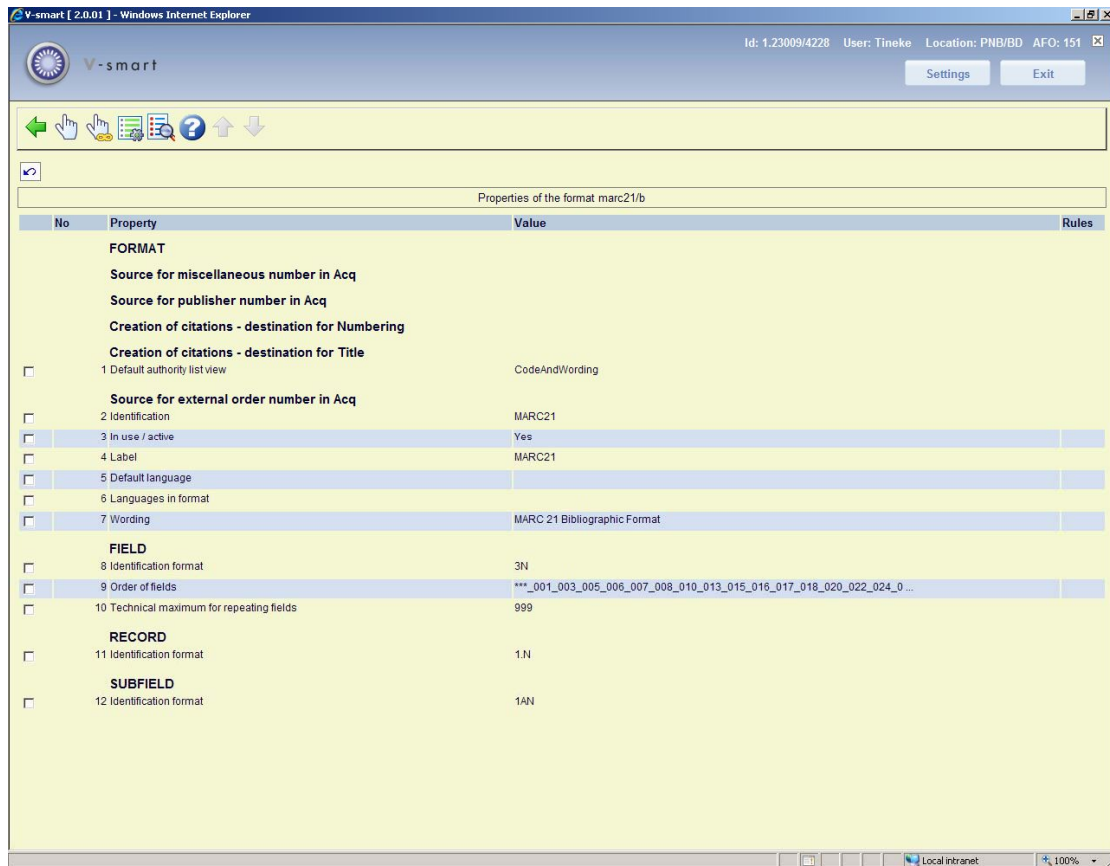 V-smart [ 2.0.01 ] - Windows Internet Explorer
Id: 1.23009/4228 User: Tineke Location: PNB/BD AFO: 151
V-smart
Settings Exit
Properties of the format marc21/b
No Property Value Rules
FORMAT
Source for miscellaneous number in Acq
Source for publisher number in Acq
Creation of citations - destination for Numbering
Creation of citations - destination for Title
1 Default authority list view CodeAndWording
Source for external order number in Acq
2 Identification MARC21
3 In use / active Yes
4 Label MARC21
5 Default language
6 Languages in format
7 Wording MARC 21 Bibliographic Format
FIELD
8 Identification format 3N
9 Order of fields ***_001_003_005_006_007_008_010_013_015_016_017_018_020_022_024_0 ...
10 Technical maximum for repeating fields 999
RECORD
11 Identification format 1.N
SUBFIELD
12 Identification format 1AN
Local intranet 100%